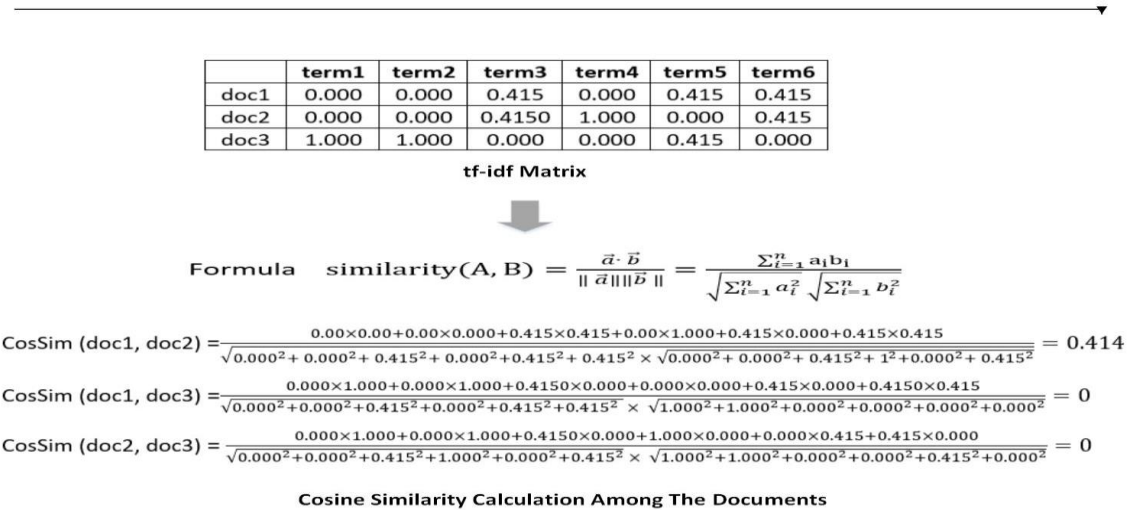 term1 term2 term3 term4 term5 term6
doc1 0.000 0.000 0.415 0.000 0.415 0.415
doc2 0.000 0.000 0.4150 1.000 0.000 0.415
doc3 1.000 1.000 0.000 0.000 0.415 0.000
tf-idf Matrix
Formula similarity(A, B) = a⃗· b⃗ / ‖ a⃗‖‖b⃗ ‖ = Σⁿᵢ₌₁ aᵢbᵢ / √(Σⁿᵢ₌₁ aᵢ²) √(Σⁿᵢ₌₁ bᵢ²)
CosSim (doc1, doc2) = 0.00×0.00+0.00×0.000+0.415×0.415+0.00×1.000+0.415×0.000+0.415×0.415 / √(0.000²+ 0.000²+ 0.415²+ 0.000²+0.415²+ 0.415² × √(0.000²+ 0.000²+ 0.415²+ 1²+0.000²+ 0.415²)) = 0.414
CosSim (doc1, doc3) = 0.000×1.000+0.000×1.000+0.4150×0.000+0.000×0.000+0.415×0.000+0.4150×0.415 / √(0.000²+0.000²+0.415²+0.000²+0.415²+0.415²) × √(1.000²+1.000²+0.000²+0.000²+0.000²+0.000²) = 0
CosSim (doc2, doc3) = 0.000×1.000+0.000×1.000+0.4150×0.000+1.000×0.000+0.000×0.415+0.415×0.000 / √(0.000²+0.000²+0.415²+1.000²+0.000²+0.415²) × √(1.000²+1.000²+0.000²+0.000²+0.415²+0.000²) = 0
Cosine Similarity Calculation Among The Documents